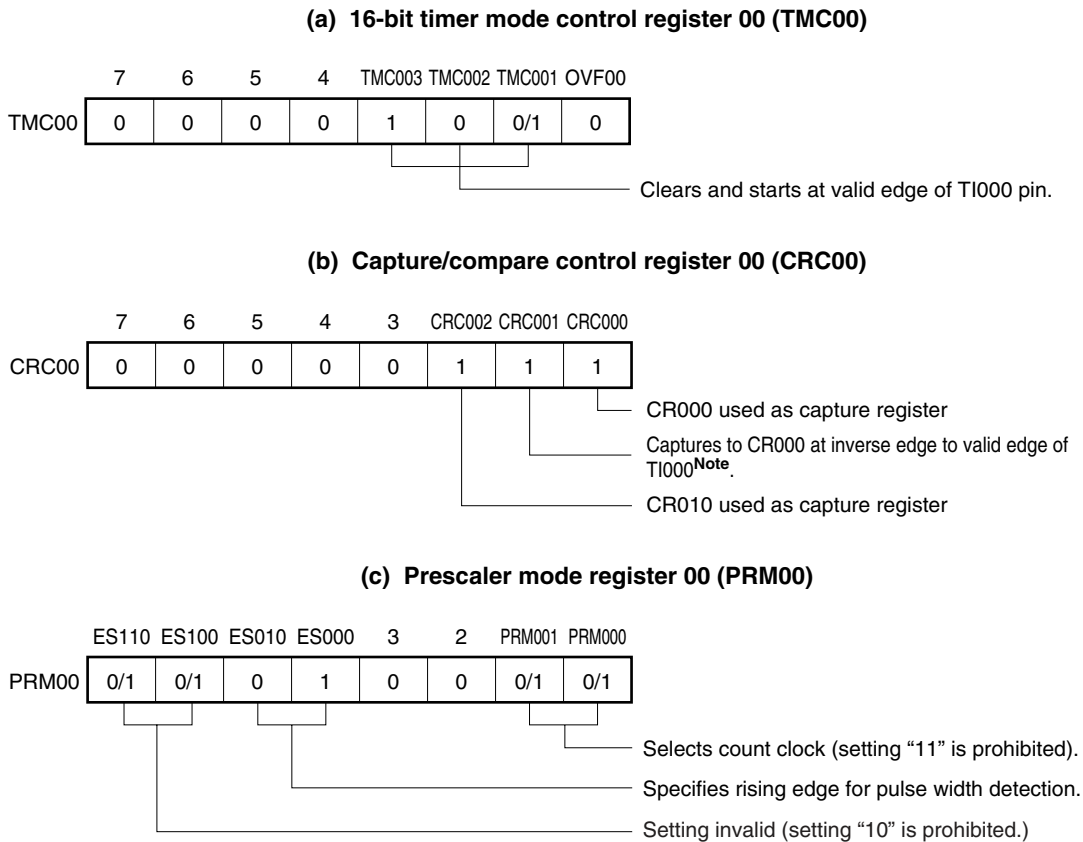 (a) 16-bit timer mode control register 00 (TMC00)
7 6 5 4 TMC003 TMC002 TMC001 OVF00
TMC00 0 0 0 0 1 0 0/1 0
Clears and starts at valid edge of TI000 pin.
(b) Capture/compare control register 00 (CRC00)
7 6 5 4 3 CRC002 CRC001 CRC000
CRC00 0 0 0 0 0 1 1 1
CR000 used as capture register
Captures to CR000 at inverse edge to valid edge of
TI000Note.
CR010 used as capture register
(c) Prescaler mode register 00 (PRM00)
ES110 ES100 ES010 ES000 3 2 PRM001 PRM000
PRM00 0/1 0/1 0 1 0 0 0/1 0/1
Selects count clock (setting “11” is prohibited).
Specifies rising edge for pulse width detection.
Setting invalid (setting “10” is prohibited.)